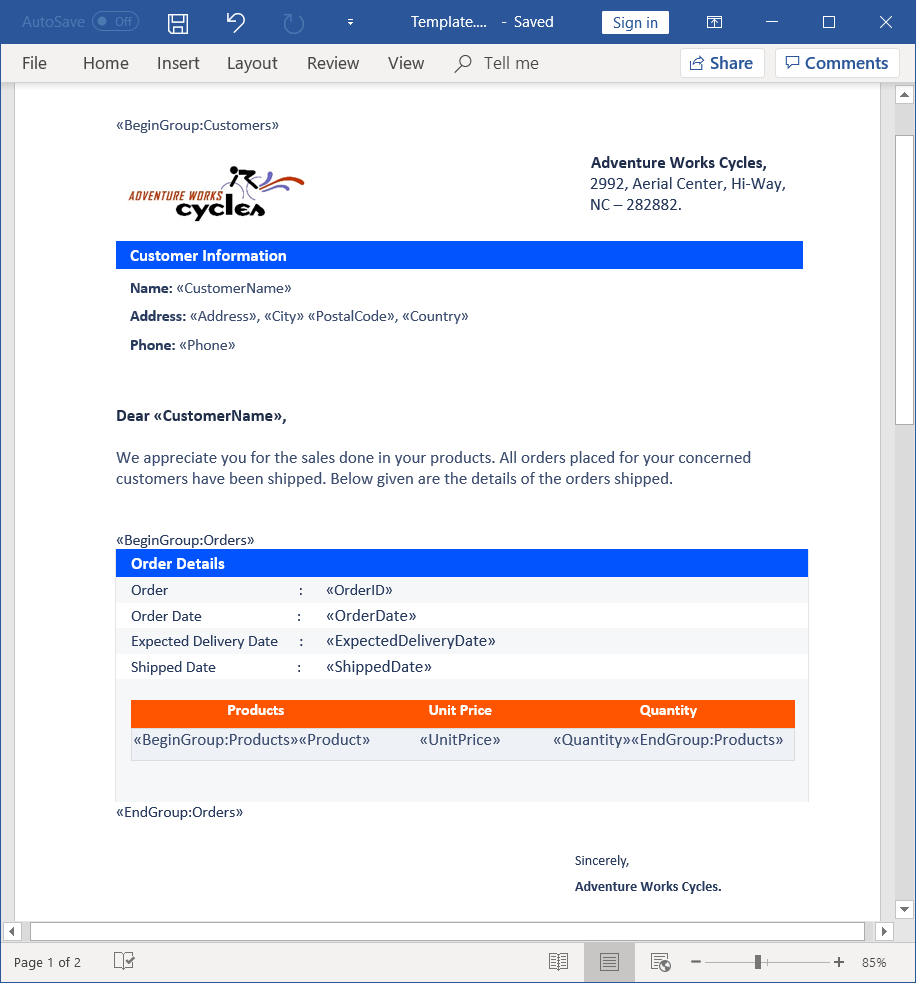 AutoSave Off Template.... - Saved Sign in
File Home Insert Layout Review View Tell me Share Comments
«BeginGroup:Customers»
ADVENTURE WORKS
cycles
Adventure Works Cycles,
2992, Aerial Center, Hi-Way,
NC – 282882.
Customer Information
Name: «CustomerName»
Address: «Address», «City» «PostalCode», «Country»
Phone: «Phone»
Dear «CustomerName»,
We appreciate you for the sales done in your products. All orders placed for your concerned
customers have been shipped. Below given are the details of the orders shipped.
«BeginGroup:Orders»
Order Details
Order : «OrderID»
Order Date : «OrderDate»
Expected Delivery Date : «ExpectedDeliveryDate»
Shipped Date : «ShippedDate»
Products Unit Price Quantity
«BeginGroup:Products»«Product» «UnitPrice» «Quantity»«EndGroup:Products»
«EndGroup:Orders»
Sincerely,
Adventure Works Cycles.
Page 1 of 2 85%